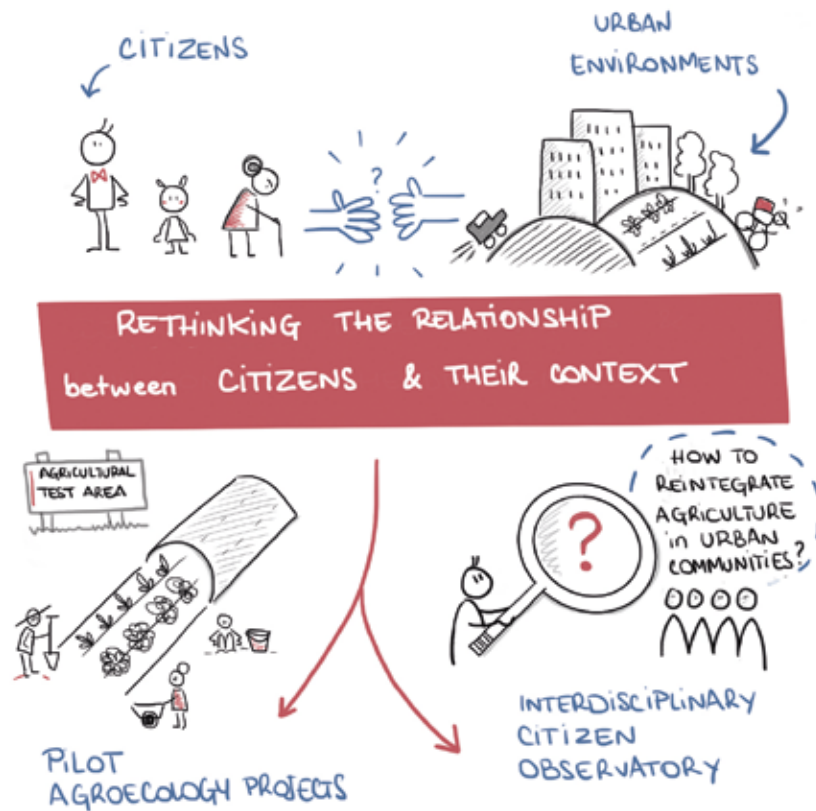 CITIZENS
URBAN
ENVIRONMENTS
?
RETHINKING THE RELATIONSHIP
between CITIZENS & THEIR CONTEXT
AGRICULTURAL
TEST AREA
?
HOW TO
REINTEGRATE
AGRICULTURE
in URBAN
COMMUNITIES?
PILOT
AGROECOLOGY PROJECTS
INTERDISCIPLINARY
CITIZEN
OBSERVATORY